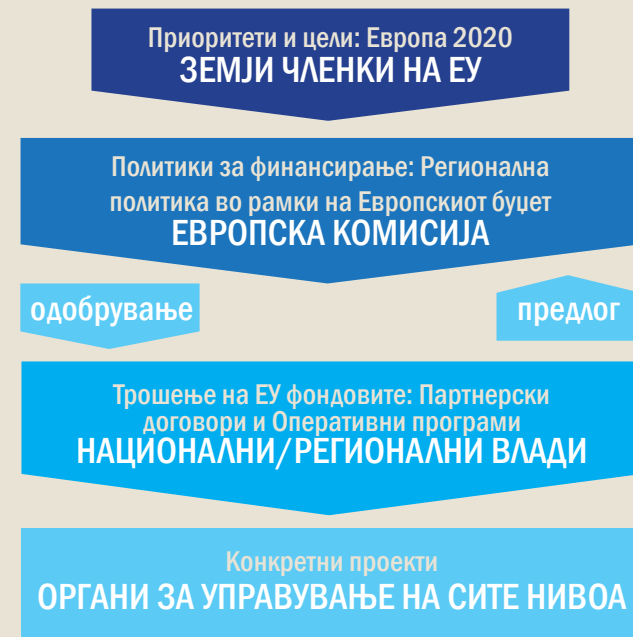 Приоритети и цели: Европа 2020
ЗЕМЈИ ЧЛЕНКИ НА ЕУ
Политики за финансирање: Регионална
политика во рамки на Европскиот буџет
ЕВРОПСКА КОМИСИЈА
одобрување
предлог
Трошење на ЕУ фондовите: Партнерски
договори и Оперативни програми
НАЦИОНАЛНИ/РЕГИОНАЛНИ ВЛАДИ
Конкретни проекти
ОРГАНИ ЗА УПРАВУВАЊЕ НА СИТЕ НИВОА